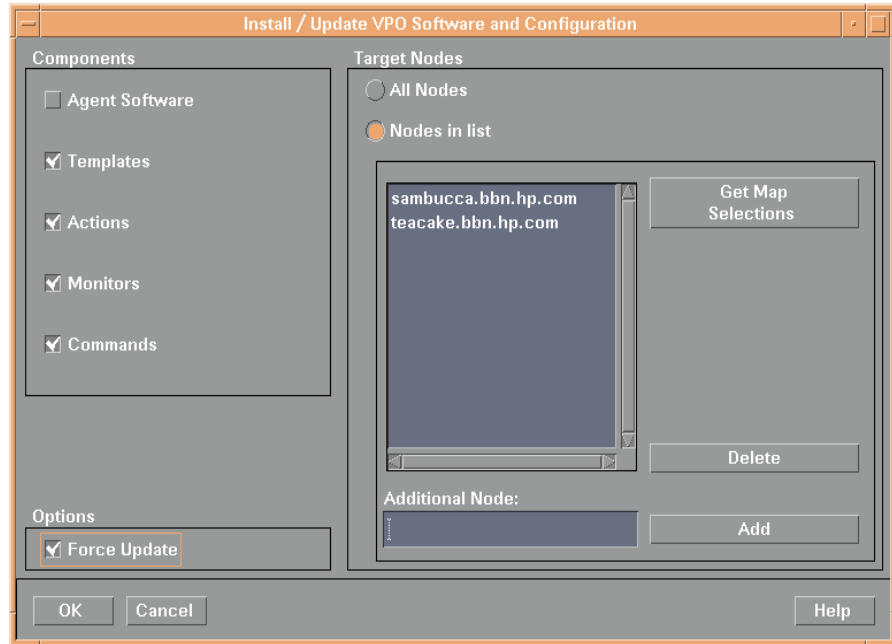 Install / Update VPO Software and Configuration
Components
Agent Software
Templates
Actions
Monitors
Commands
Options
Force Update
Target Nodes
All Nodes
Nodes in list
sambucca.bbn.hp.com
teacake.bbn.hp.com
Get Map
Selections
Delete
Additional Node:
Add
OK
Cancel
Help